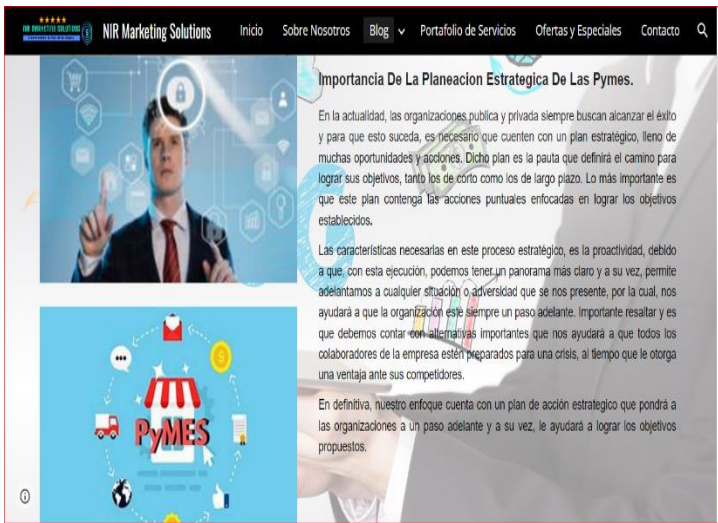 NIR MARKETING SOLUTIONS
NIR Marketing Solutions
Inicio
Sobre Nosotros
Blog
Portafolio de Servicios
Ofertas y Especiales
Contacto
Importancia De La Planeacion Estrategica De Las Pymes.
En la actualidad, las organizaciones publica y privada siempre buscan alcanzar el éxito
y para que esto suceda, es necesario que cuenten con un plan estratégico, lleno de
muchas oportunidades y acciones. Dicho plan es la pauta que definirá el camino para
lograr sus objetivos, tanto los de corto como los de largo plazo. Lo más importante es
que este plan contenga las acciones puntuales enfocadas en lograr los objetivos
establecidos.
Las características necesarias en este proceso estratégico, es la proactividad, debido
a que, con esta ejecución, podemos tener un panorama más claro y a su vez, permite
adelantarnos a cualquier situación o adversidad que se nos presente, por la cual, nos
ayudará a que la organización esté siempre un paso adelante. Importante resaltar y es
que debemos contar con alternativas importantes que nos ayudará a que todos los
colaboradores de la empresa estén preparados para una crisis, al tiempo que le otorga
una ventaja ante sus competidores.
En definitiva, nuestro enfoque cuenta con un plan de acción estrategico que pondrá a
las organizaciones a un paso adelante y a su vez, le ayudará a lograr los objetivos
propuestos.
PyMES